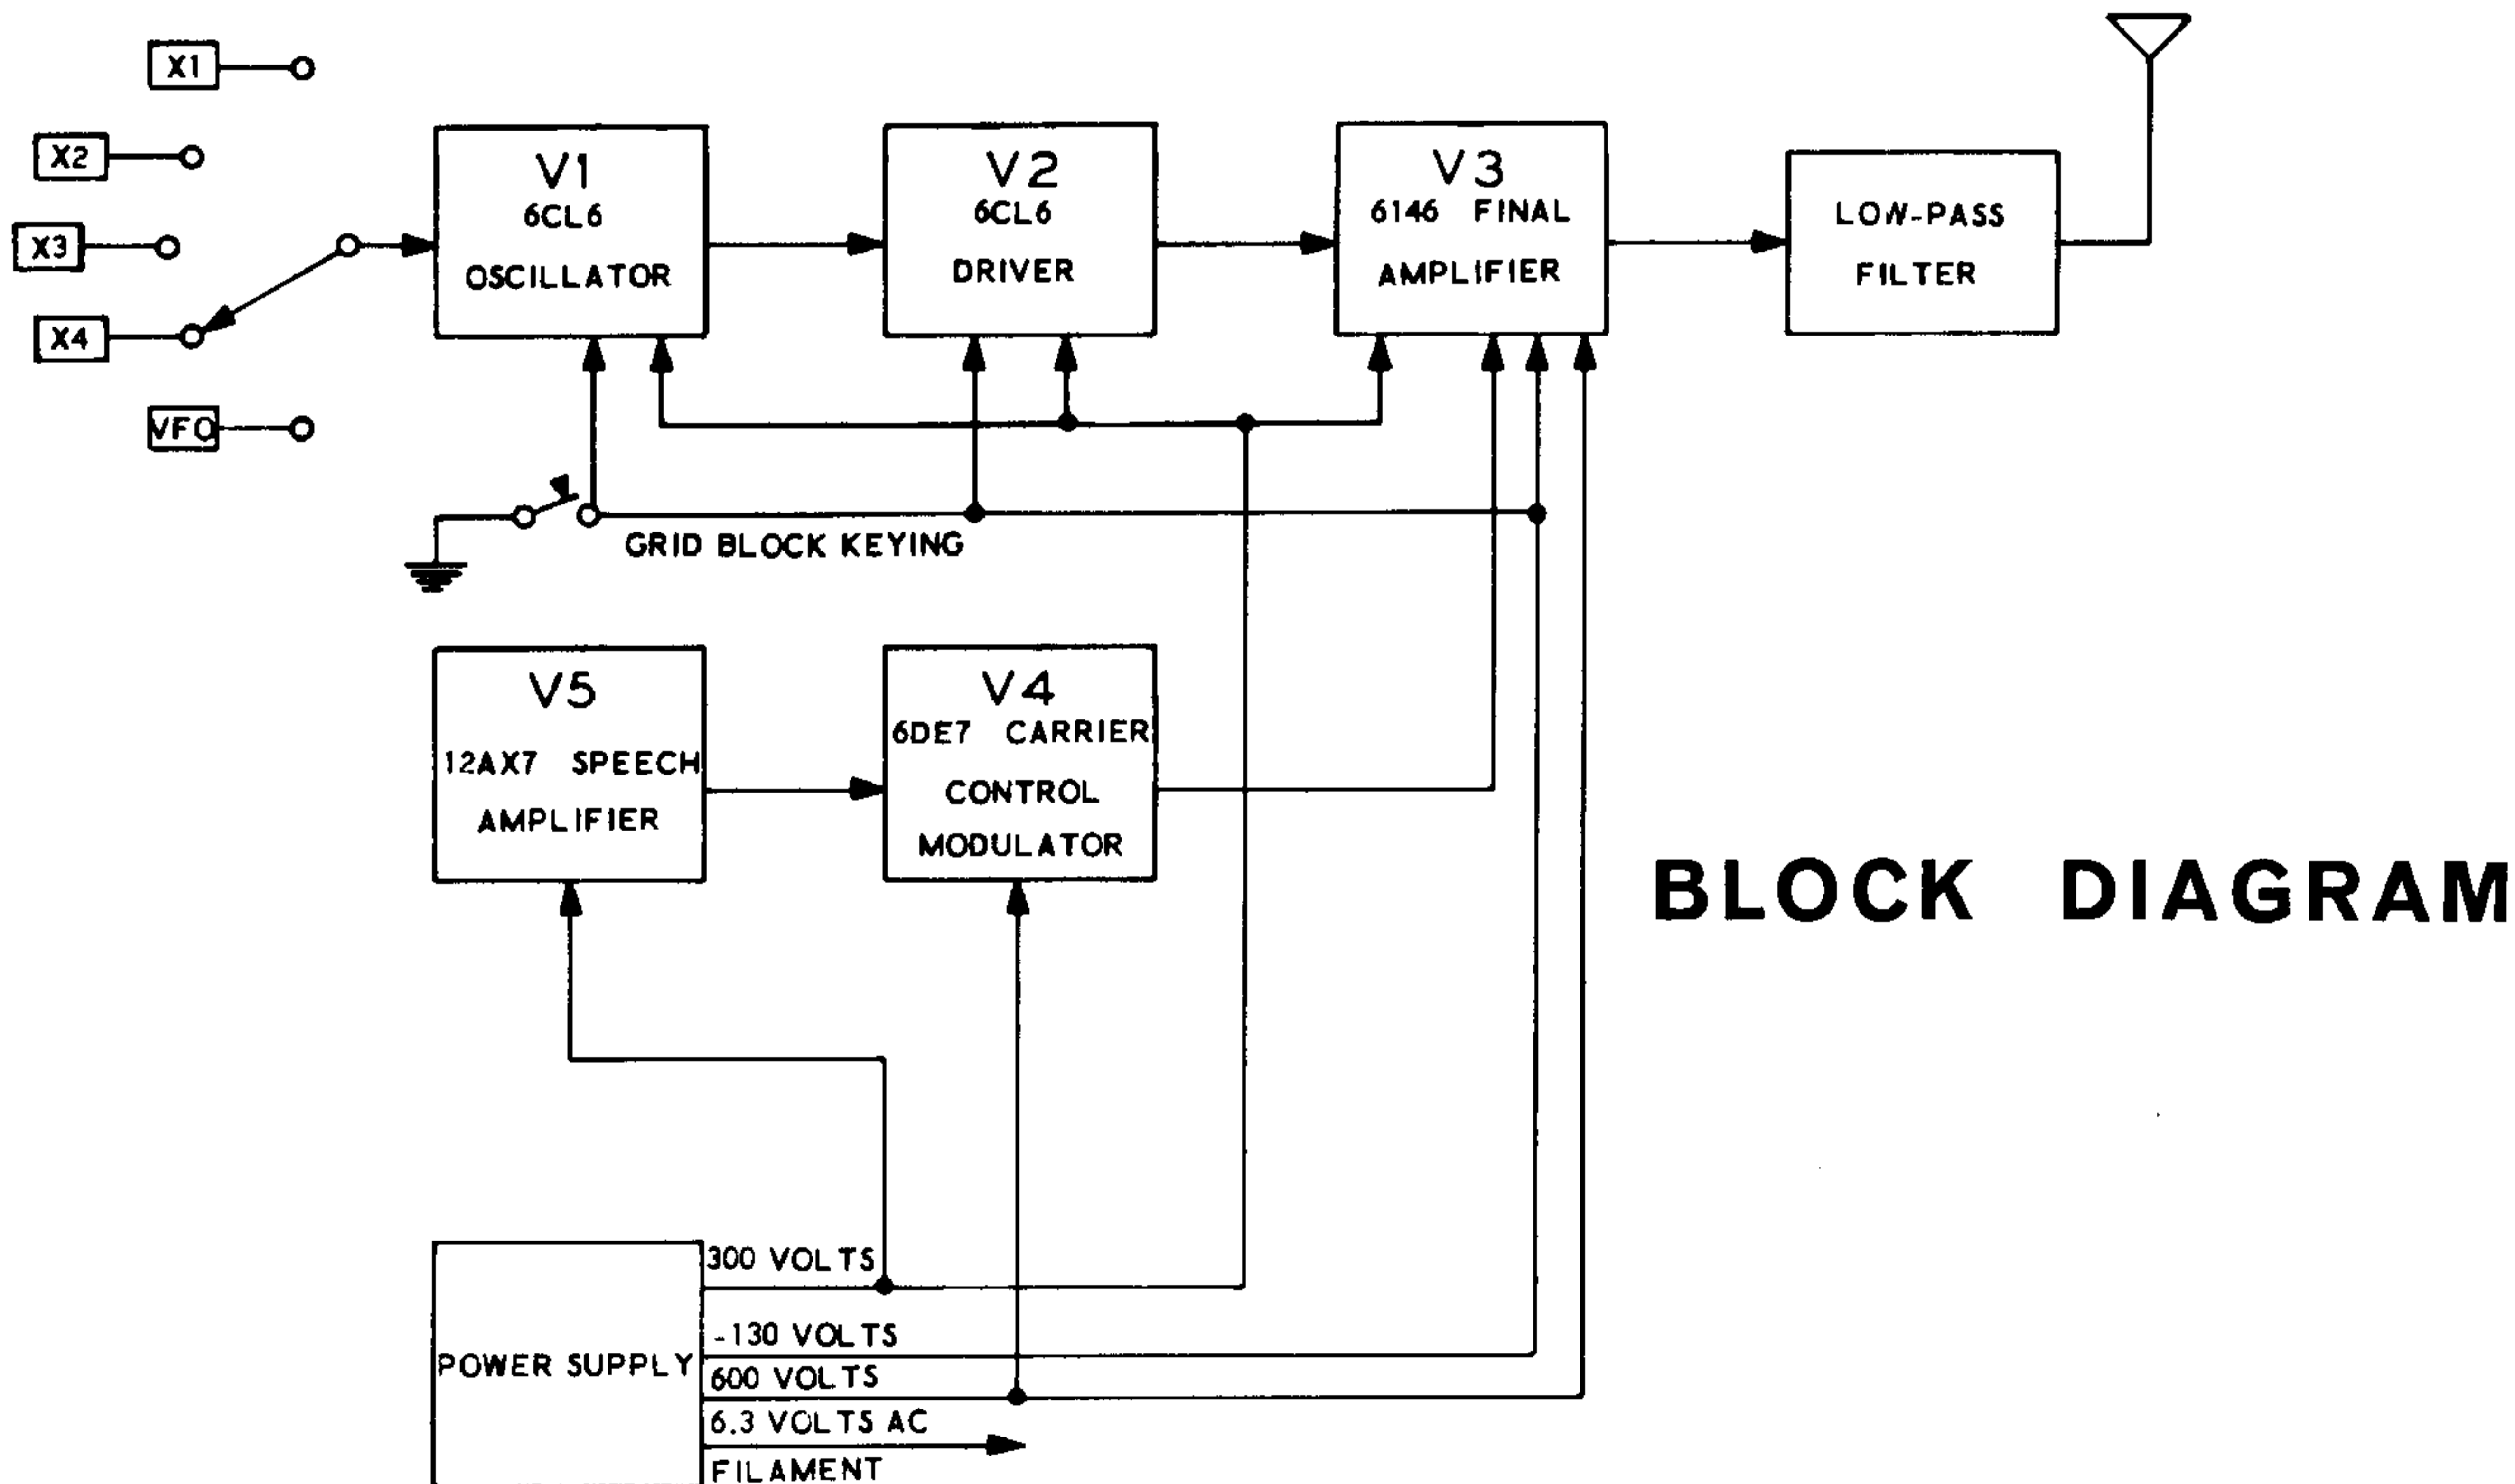 X1
X2
X3
X4
VFO
V1
6CL6
OSCILLATOR
V2
6CL6
DRIVER
V3
6146 FINAL
AMPLIFIER
LOW-PASS
FILTER
GRID BLOCK KEYING
V5
12AX7 SPEECH
AMPLIFIER
V4
6DE7 CARRIER
CONTROL
MODULATOR
BLOCK DIAGRAM
POWER SUPPLY
300 VOLTS
-130 VOLTS
600 VOLTS
6.3 VOLTS AC
FILAMENT